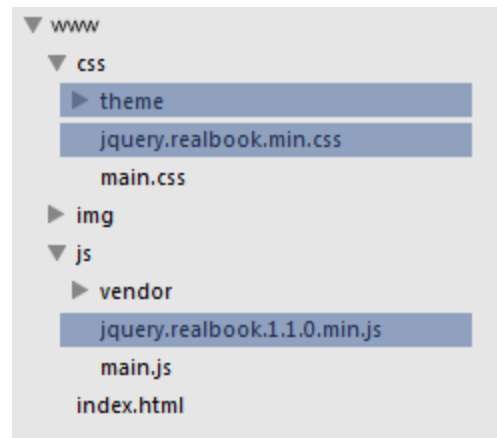 www
css
theme
jquery.realbook.min.css
main.css
img
js
vendor
jquery.realbook.1.1.0.min.js
main.js
index.html